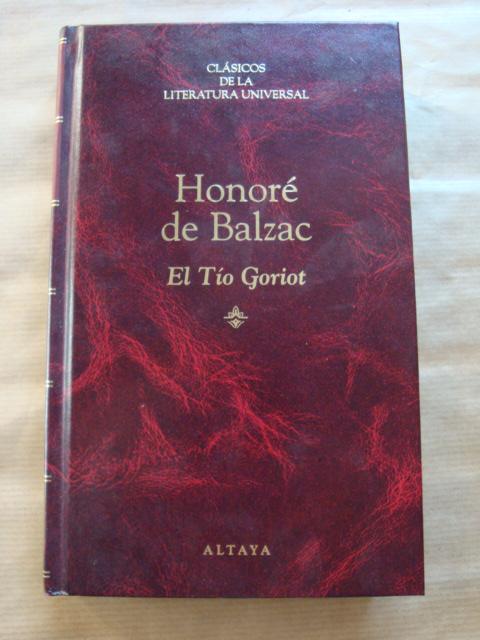 CLÁSICOS
DE LA
LITERATURA UNIVERSAL
Honoré
de Balzac
El Tío Goriot
ALTAYA